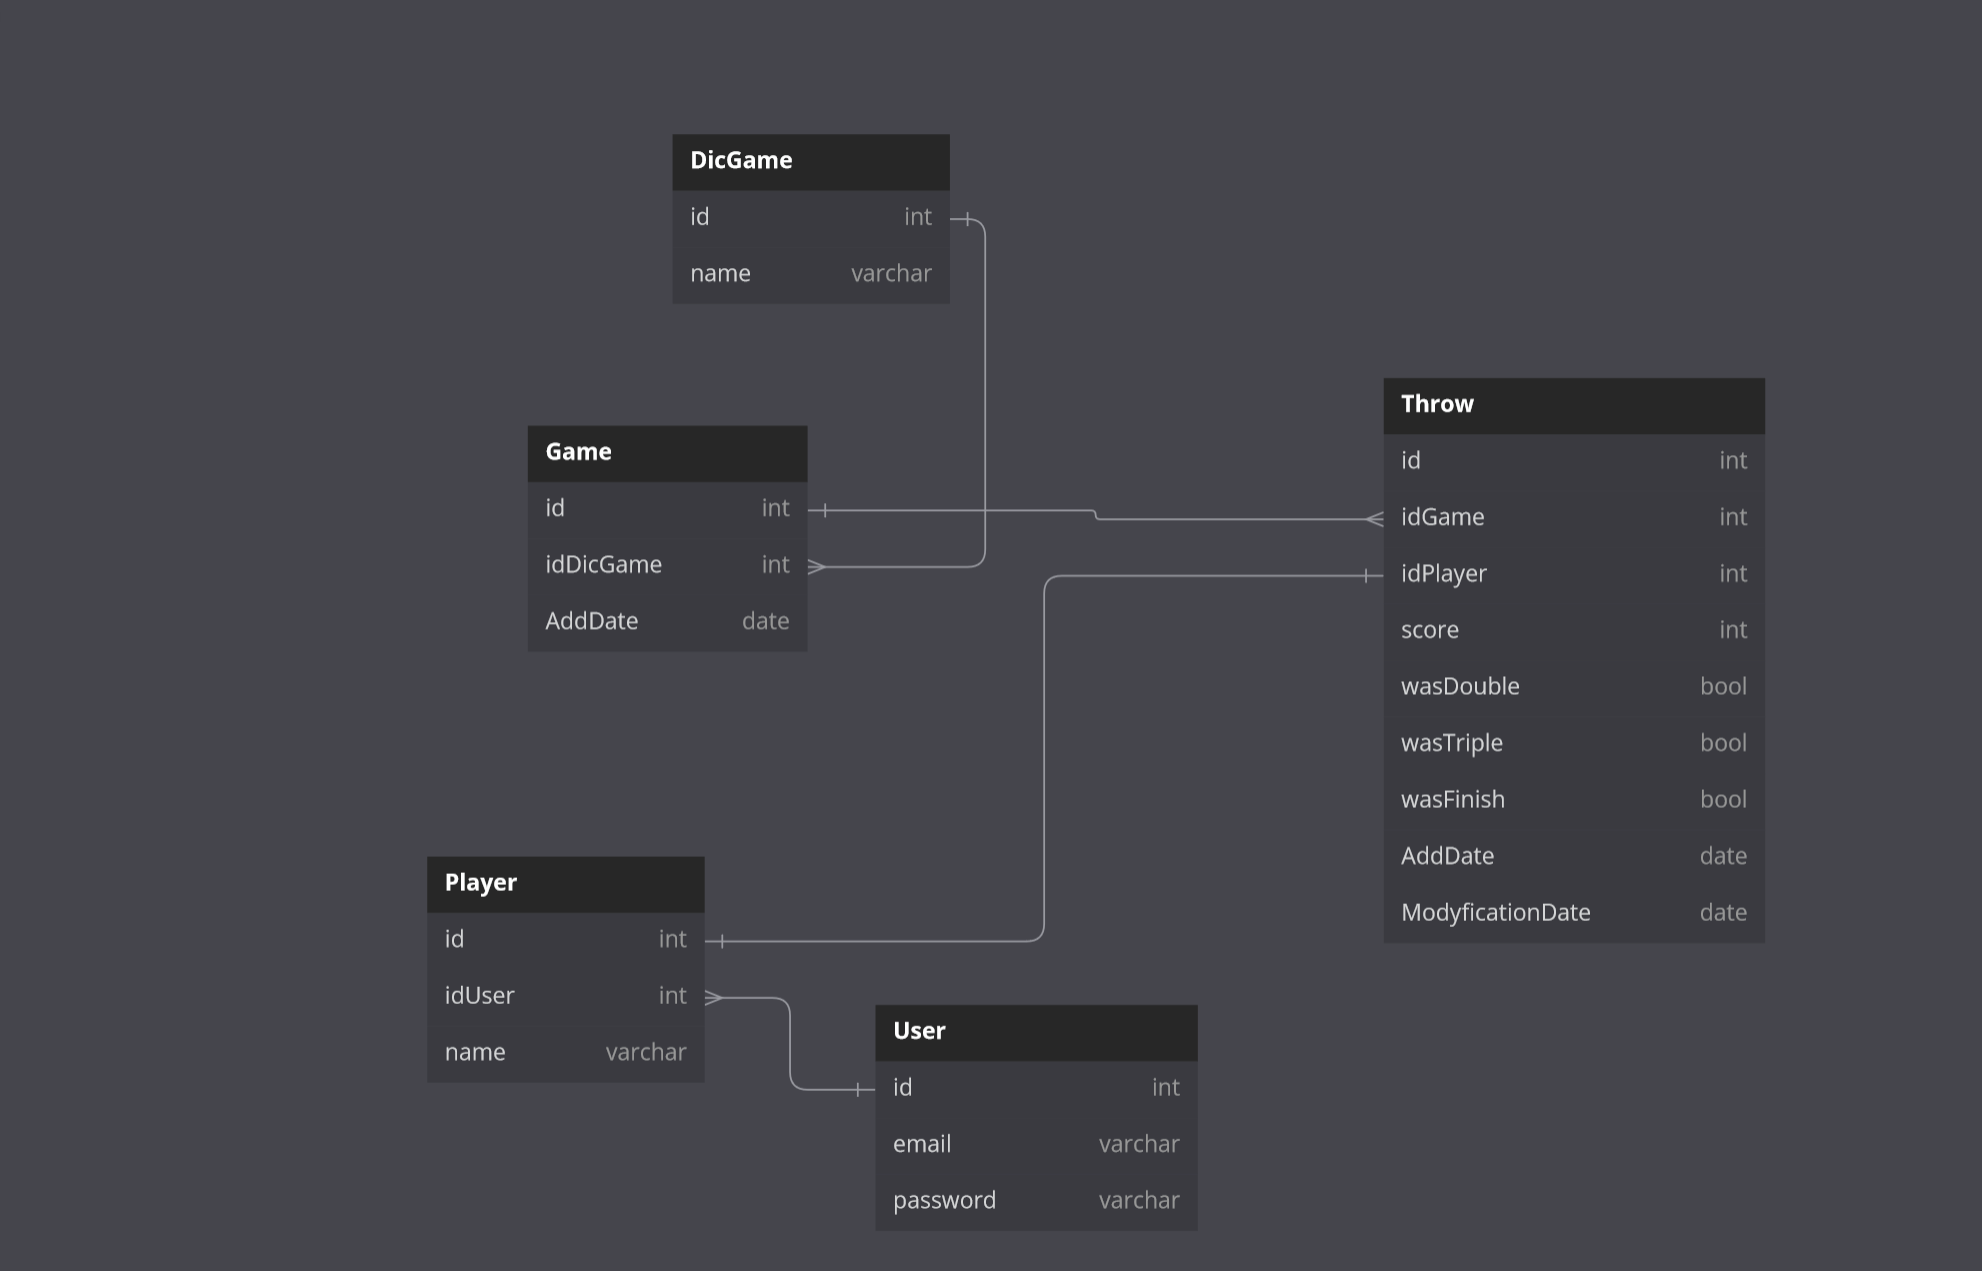 DicGame
id int
name varchar
Game
id int
idDicGame int
AddDate date
Throw
id int
idGame int
idPlayer int
score int
wasDouble bool
wasTriple bool
wasFinish bool
AddDate date
ModyficationDate date
Player
id int
idUser int
name varchar
User
id int
email varchar
password varchar